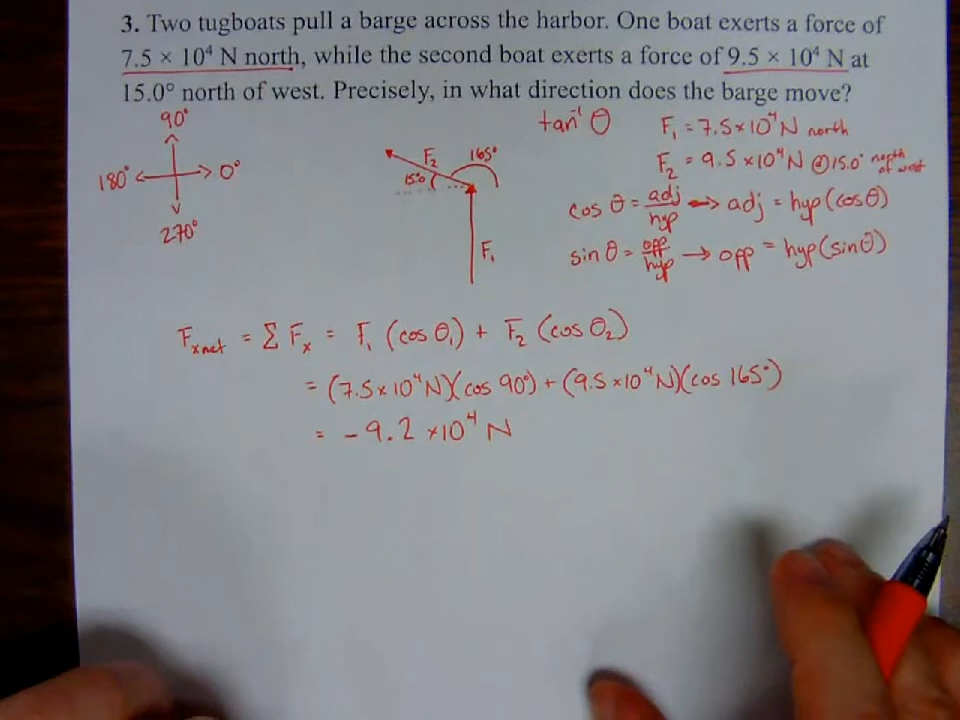 3. Two tugboats pull a barge across the harbor. One boat exerts a force of
7.5 × 10⁴ N north, while the second boat exerts a force of 9.5 × 10⁴ N at
15.0° north of west. Precisely, in what direction does the barge move?
90°
180° 0°
270°
F₂ 165°
15.0
F₁
tan⁻¹ θ
F₁ = 7.5×10⁴ N north
F₂ = 9.5×10⁴ N @15.0° north of west
cos θ = adj/hyp → adj = hyp(cos θ)
sin θ = opp/hyp → opp = hyp(sin θ)
Fₓ net = Σ Fₓ = F₁ (cos θ₁) + F₂ (cos θ₂)
= (7.5×10⁴N)(cos 90°) + (9.5×10⁴N)(cos 165°)
= -9.2 ×10⁴ N